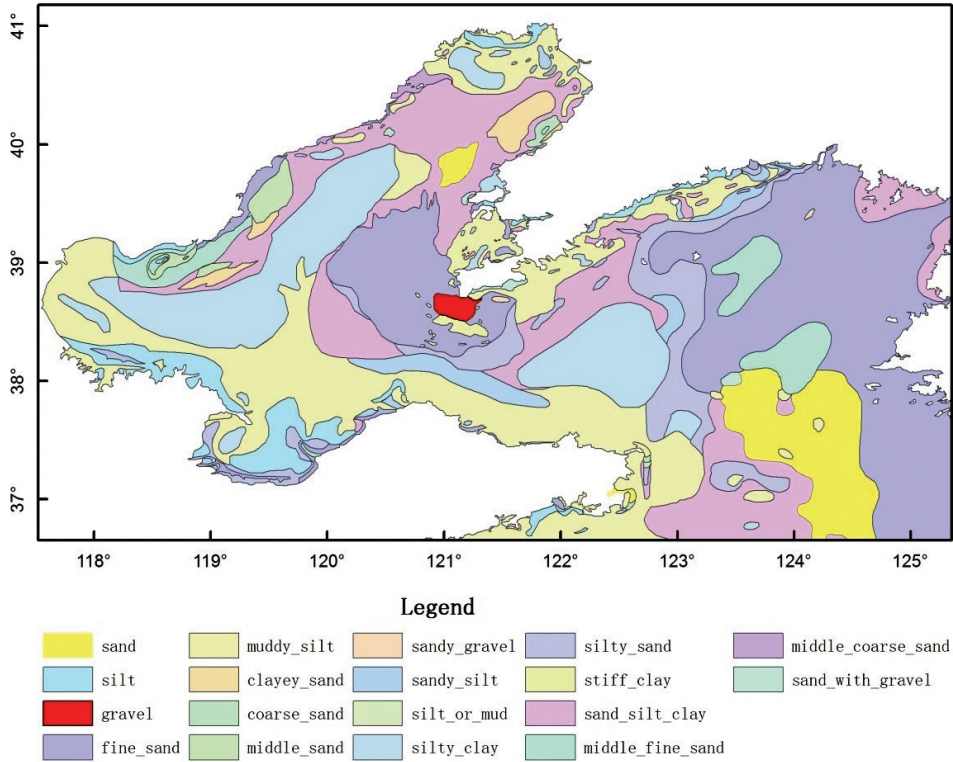 41°
40°
39°
38°
37°
118° 119° 120° 121° 122° 123° 124° 125°
Legend
sand muddy_silt sandy_gravel silty_sand middle_coarse_sand
silt clayey_sand sandy_silt stiff_clay sand_with_gravel
gravel coarse_sand silt_or_mud sand_silt_clay
fine_sand middle_sand silty_clay middle_fine_sand